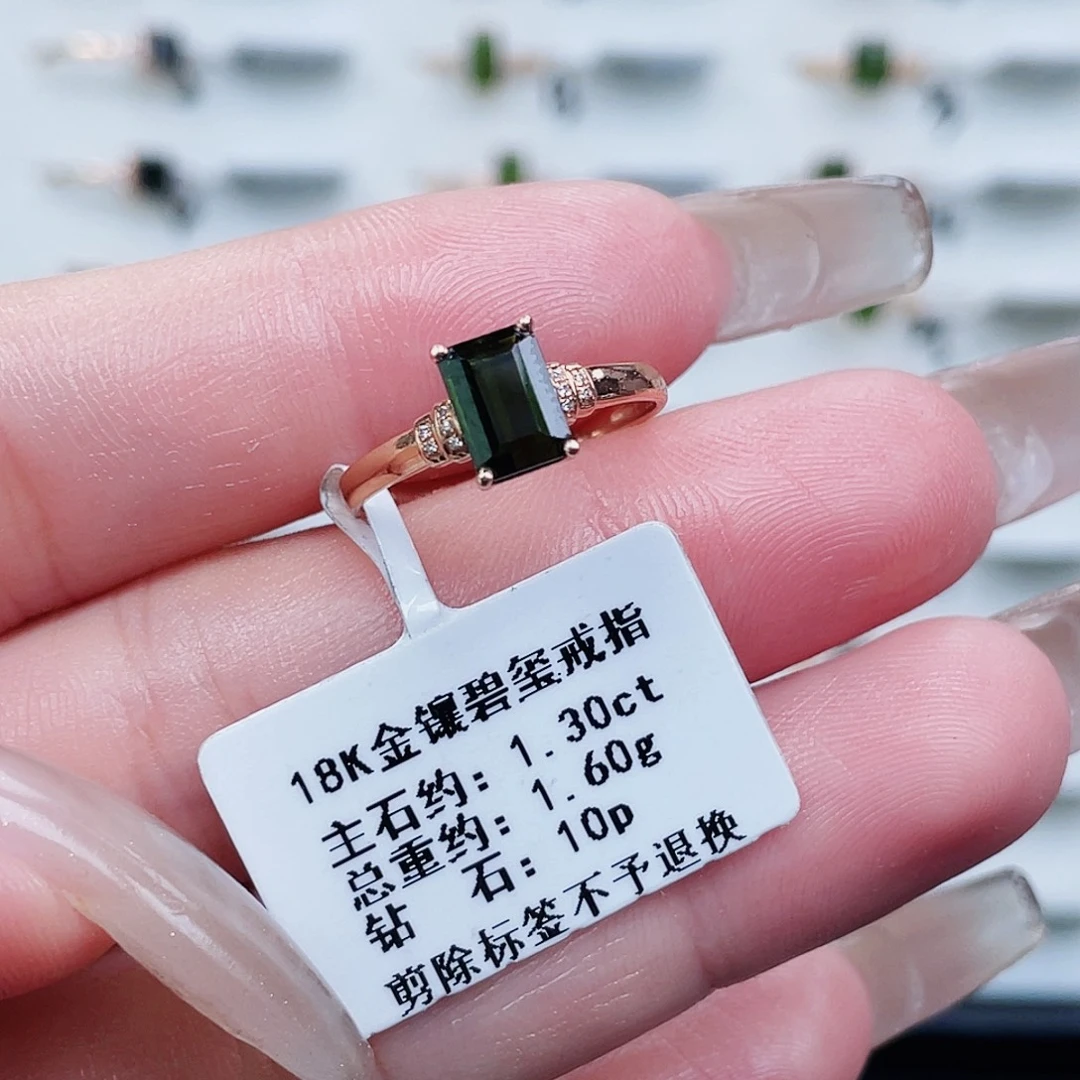 18K金镶碧玺戒指
主石约: 1.30ct
总重约: 1.60g
钻 石: 10p
剪除标签不予退换